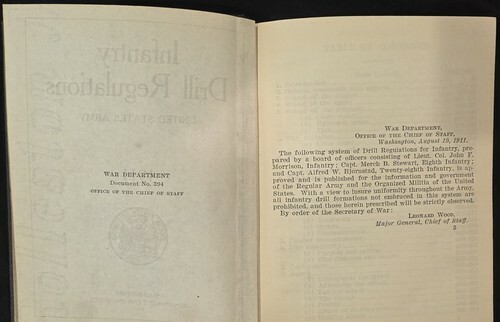 WAR DEPARTMENT
Document No. 394
OFFICE OF THE CHIEF OF STAFF
Infantry
Drill Regulations
UNITED STATES ARMY
WAR DEPARTMENT,
OFFICE OF THE CHIEF OF STAFF,
Washington, August 19, 1911.
The following system of Drill Regulations for Infantry, pre-
pared by a board of officers consisting of Lieut. Col. John F.
Morrison, Infantry; Capt. Merch B. Stewart, Eighth Infantry;
and Capt. Alfred W. Bjornstad, Twenty-eighth Infantry, is ap-
proved and is published for the information and government
of the Regular Army and the Organized Militia of the United
States. With a view to insure uniformity throughout the Army,
all infantry drill formations not embraced in this system are
prohibited, and those herein prescribed will be strictly observed.
By order of the Secretary of War:
LEONARD WOOD,
Major General, Chief of Staff.
3